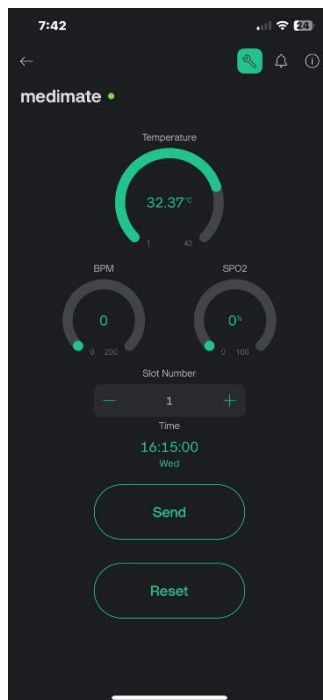 7:42
24
medimate
Temperature
32.37°C
1 42
BPM SPO2
0 0%
0 200 0 100
Slot Number
— 1 +
Time
16:15:00
Wed
Send
Reset